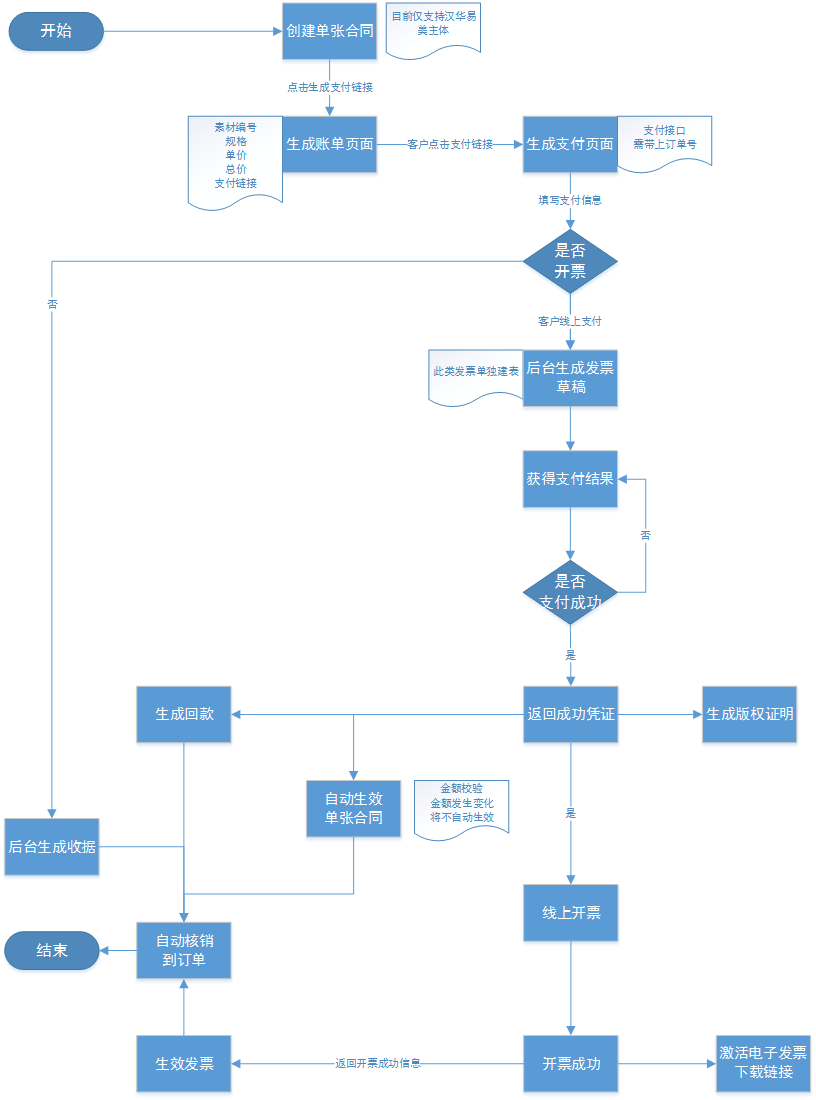 开始
创建单张合同
目前仅支持汉华易
美主体
点击生成支付链接
素材编号
规格
单价
总价
支付链接
生成账单页面
客户点击支付链接
生成支付页面
支付接口
需带上订单号
填写支付信息
是否
开票
否
客户线上支付
此类发票单独建表
后台生成发票
草稿
获得支付结果
否
是否
支付成功
是
生成回款
返回成功凭证
生成版权证明
自动生效
单张合同
金额校验
金额发生变化
将不自动生效
是
后台生成收据
线上开票
结束
自动核销
到订单
生效发票
返回开票成功信息
开票成功
激活电子发票
下载链接